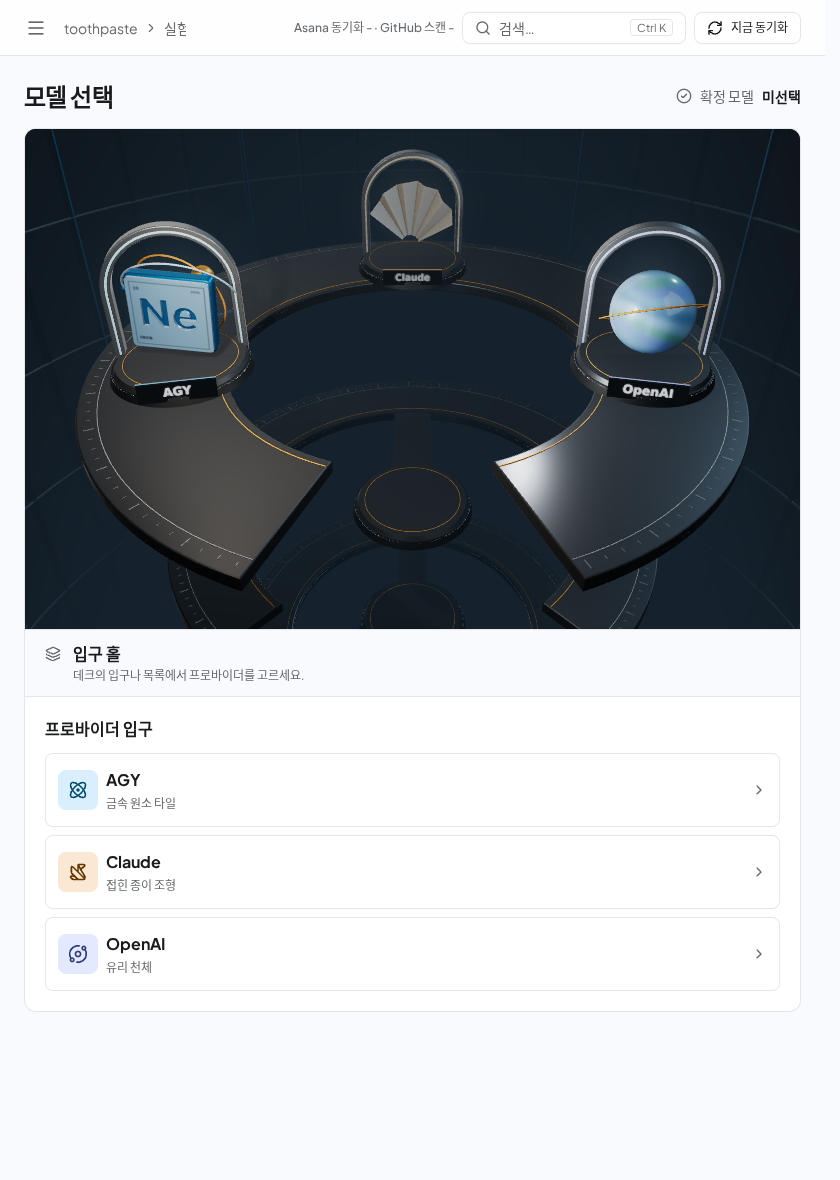 toothpaste > 실험
Asana 동기화 - · GitHub 스캔 -
검색...
Ctrl K
지금 동기화
모델 선택
확정 모델 미선택
Claude
Ne
AGY
OpenAI
입구 홀
데크의 입구나 목록에서 프로바이더를 고르세요.
프로바이더 입구
AGY
금속 원소 타일
Claude
접힌 종이 조형
OpenAI
유리 천체